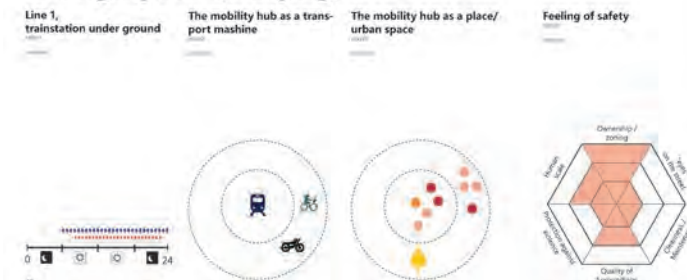 Line 1,
trainstation under ground
The mobility hub as a trans-
port mashine
The mobility hub as a place/
urban space
Feeling of safety
Ownership /
zoning
Human
scale
"eyes
on the street"
Protection against
Quality of
0
24